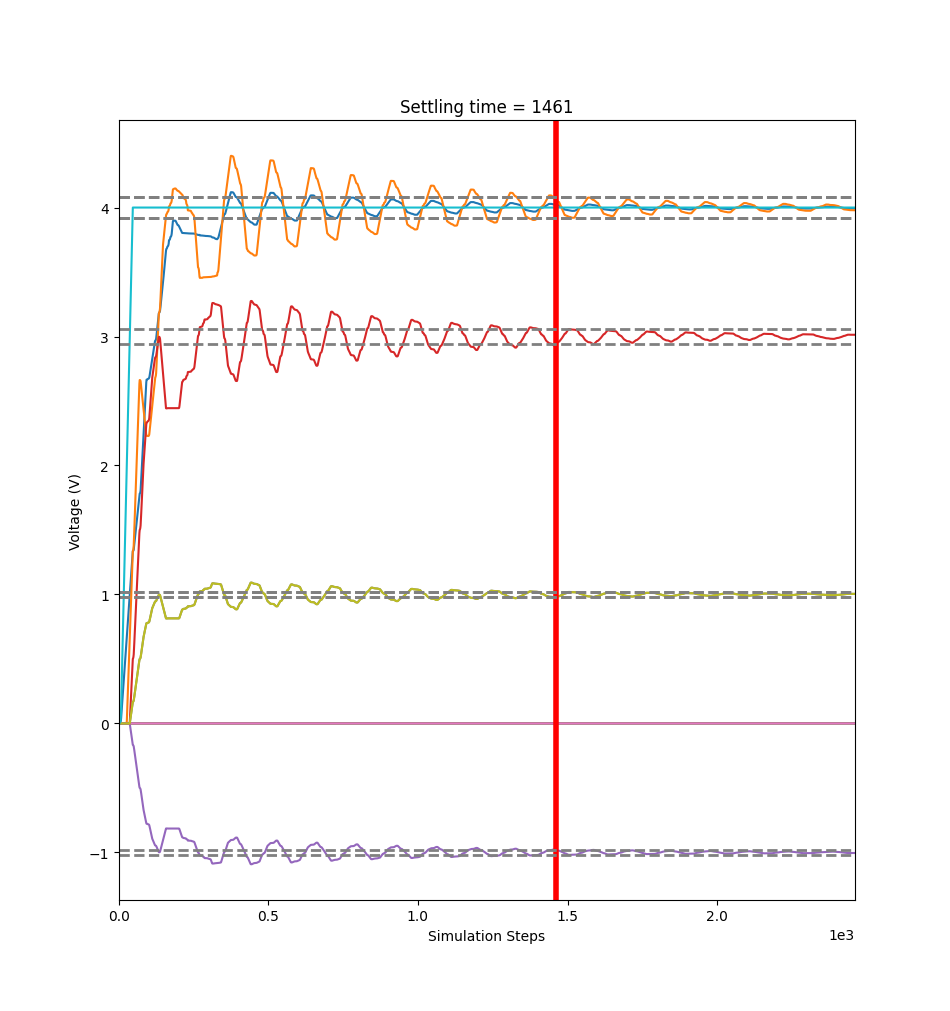 Settling time = 1461
Voltage (V)
4
3
2
1
0
−1
0.0
0.5
1.0
1.5
2.0
Simulation Steps
1e3